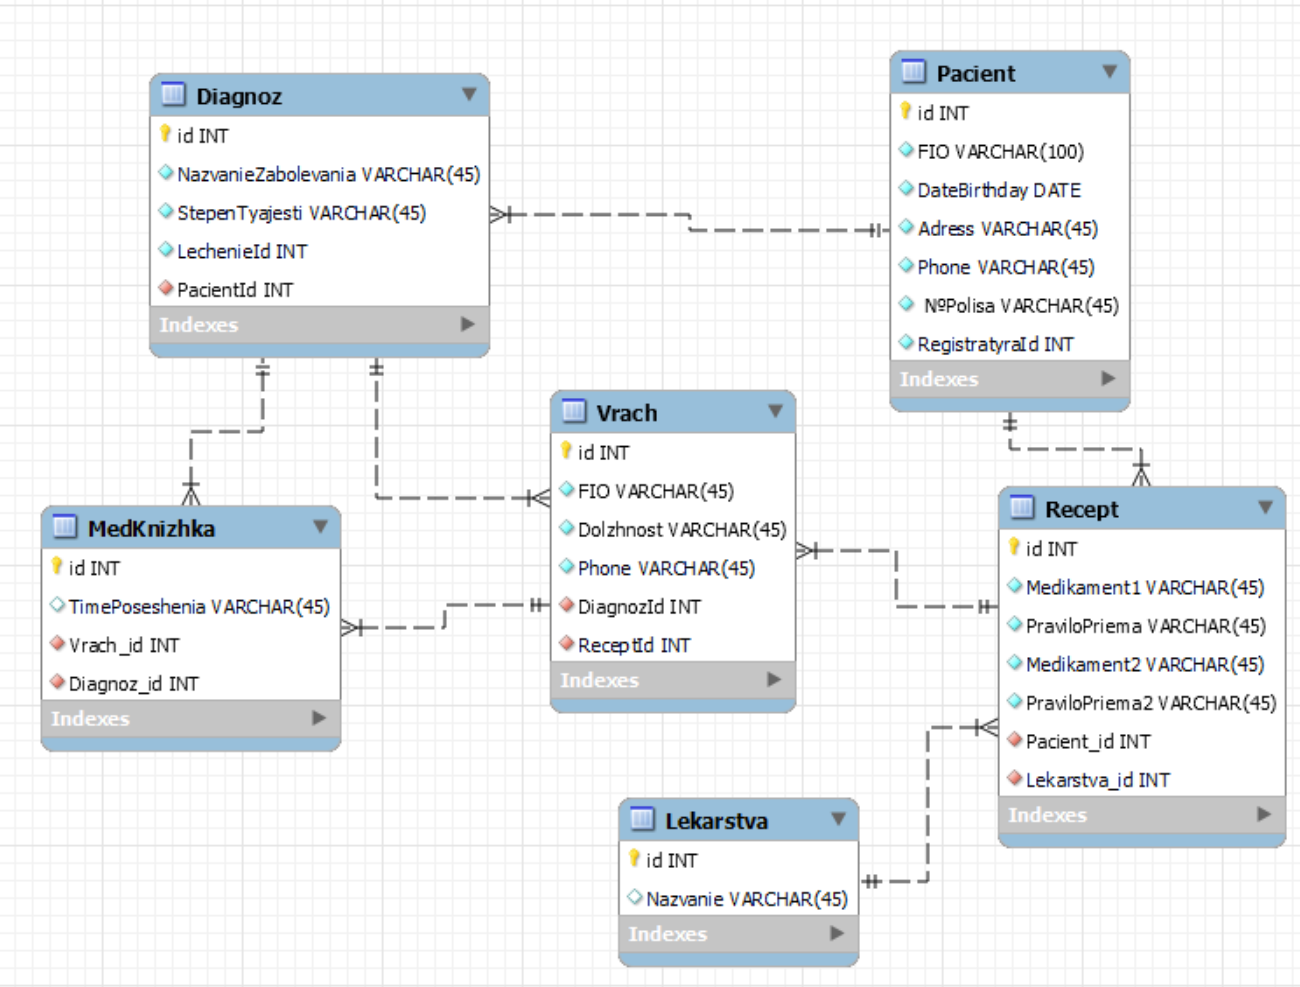 Diagnoz
id INT
NazvanieZabolevania VARCHAR(45)
StepenTyajesti VARCHAR(45)
LechenieId INT
PacientId INT
Indexes
Pacient
id INT
FIO VARCHAR(100)
DateBirthday DATE
Adress VARCHAR(45)
Phone VARCHAR(45)
NºPolisa VARCHAR(45)
RegistratyraId INT
Indexes
Vrach
id INT
FIO VARCHAR(45)
Dolzhnost VARCHAR(45)
Phone VARCHAR(45)
DiagnozId INT
ReceptId INT
Indexes
MedKnizhka
id INT
TimePoseshenia VARCHAR(45)
Vrach_id INT
Diagnoz_id INT
Indexes
Recept
id INT
Medikament1 VARCHAR(45)
PraviloPriema VARCHAR(45)
Medikament2 VARCHAR(45)
PraviloPriema2 VARCHAR(45)
Pacient_id INT
Lekarstva_id INT
Indexes
Lekarstva
id INT
Nazvanie VARCHAR(45)
Indexes